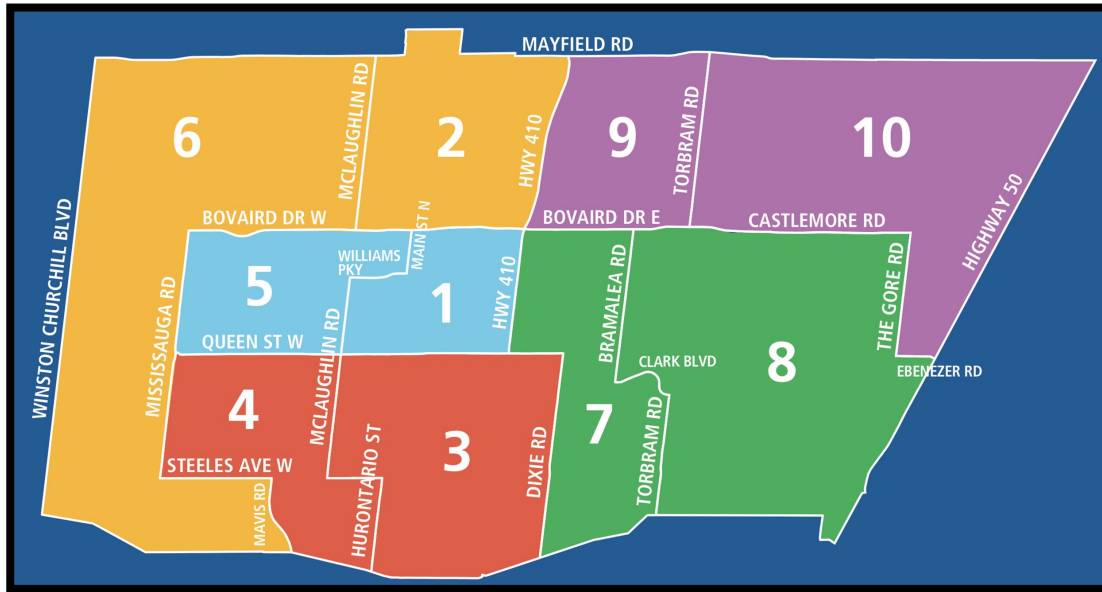 MAYFIELD RD
6
MCLAUGHLIN RD
2
HWY 410
9
TORBRAM RD
10
HIGHWAY 50
BOVAIRD DR W
BOVAIRD DR E
CASTLEMORE RD
WINSTON CHURCHILL BLVD
MISSISSAUGA RD
5
WILLIAMS
PKY
MAIN ST N
1
HWY 410
BRAMALEA RD
THE GORE RD
QUEEN ST W
MCLAUGHLIN RD
CLARK BLVD
8
EBENEZER RD
4
3
7
STEELES AVE W
MAVIS RD
HURONTARIO ST
DIXIE RD
TORBRAM RD